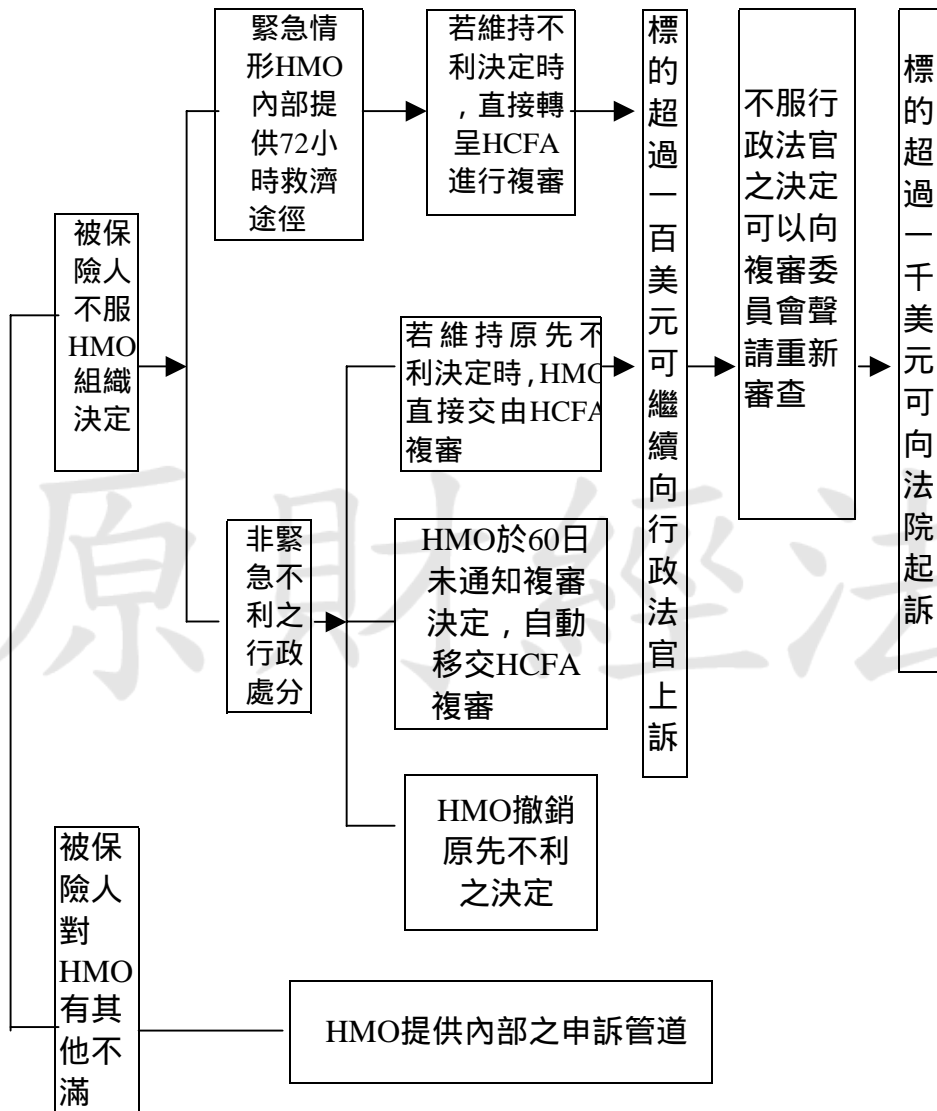 緊急情
形HMO
內部提
供72小
時救濟
途徑
若維持不
利決定時
，直接轉
呈HCFA
進行複審
標的超過一百美元可繼續向行政法官上訴
不服行
政法官
之決定
可以向
複審委
員會聲
請重新
審查
標的超過一千美元可向法院起訴
被保
險人
不服
HMO
組織
決定
若維持原先不
利決定時，HMO
直接交由HCFA
複審
非緊
急不
利之
行政
處分
HMO於60日
未通知複審
決定，自動
移交HCFA
複審
HMO撤銷
原先不利
之決定
被保
險人
對
HMO
有其
他不
滿
HMO提供內部之申訴管道
原財經法